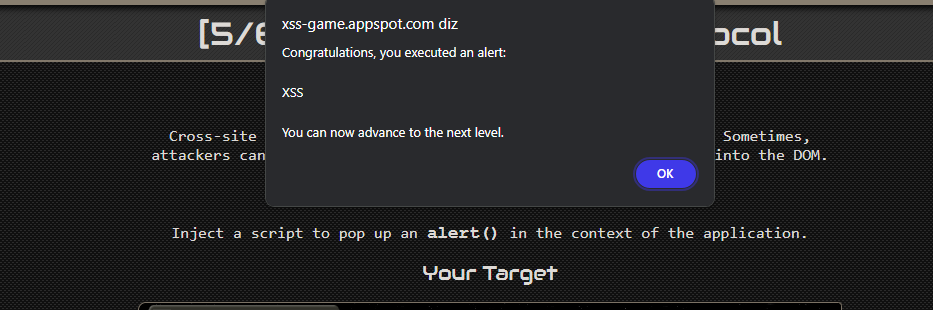 xss-game.appspot.com diz
Congratulations, you executed an alert:
XSS
You can now advance to the next level.
OK
[5/
Cross-site Sometimes,
attackers can into the DOM.
Inject a script to pop up an alert() in the context of the application.
Your Target